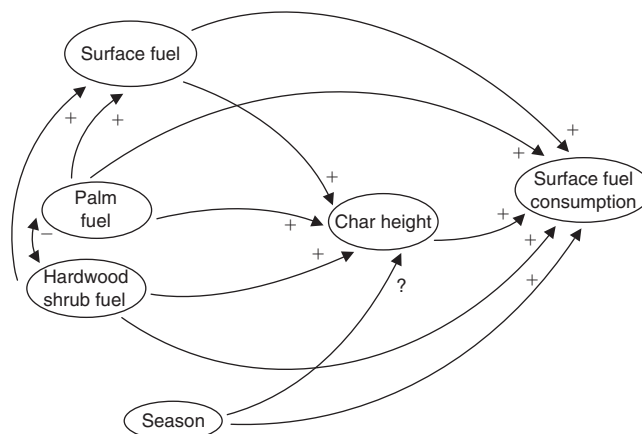 Surface fuel
+
+
+
+
Palm
fuel
+
+
Surface fuel
consumption
Char height
+
+
–
+
Hardwood
shrub fuel
+
?
Season